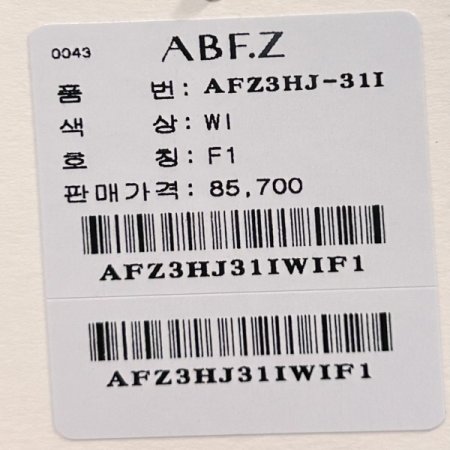 0043 ABF.Z
품 번: AFZ3HJ-31I
색 상: WI
호 칭: F1
판매가격: 85,700
AFZ3HJ31IWIF1
AFZ3HJ31IWIF1